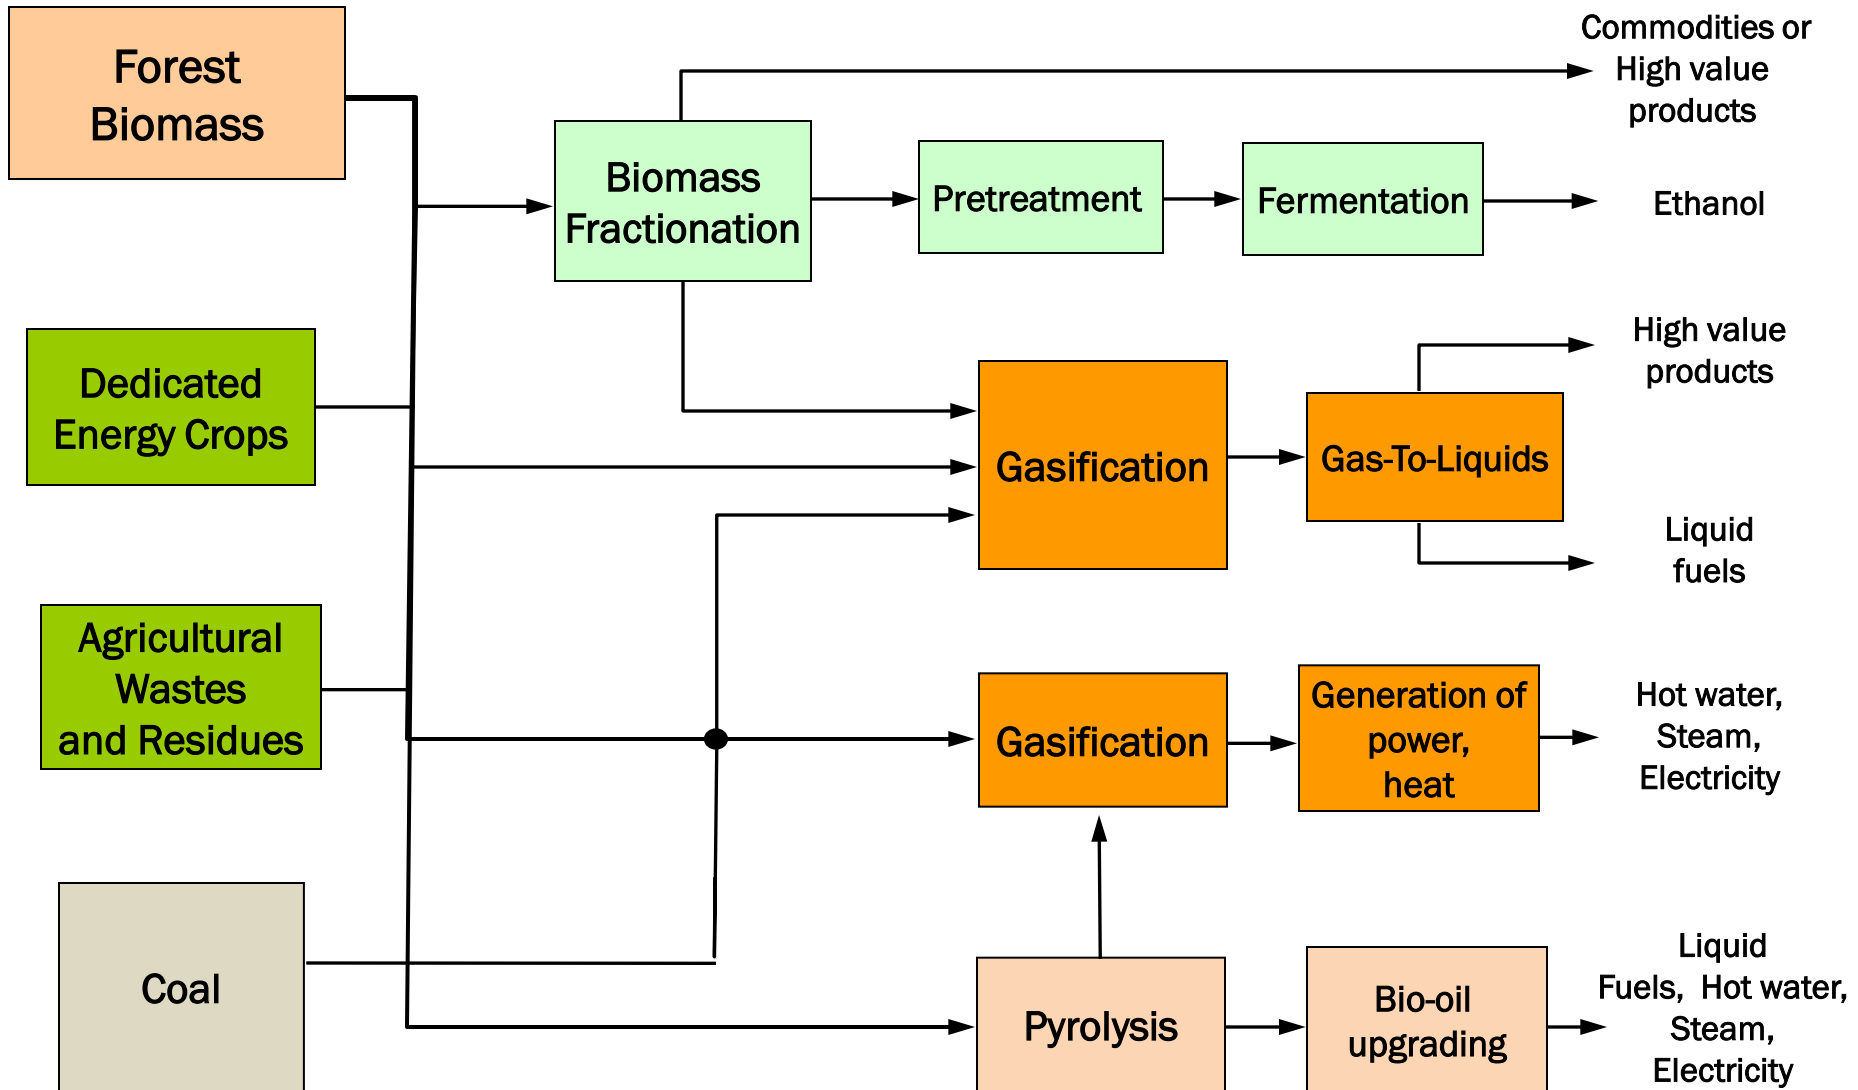 Forest
Biomass
Commodities or
High value
products
Biomass
Fractionation
Pretreatment
Fermentation
Ethanol
Dedicated
Energy Crops
High value
products
Gasification
Gas-To-Liquids
Liquid
fuels
Agricultural
Wastes
and Residues
Gasification
Generation of
power,
heat
Hot water,
Steam,
Electricity
Coal
Pyrolysis
Bio-oil
upgrading
Liquid
Fuels, Hot water,
Steam,
Electricity